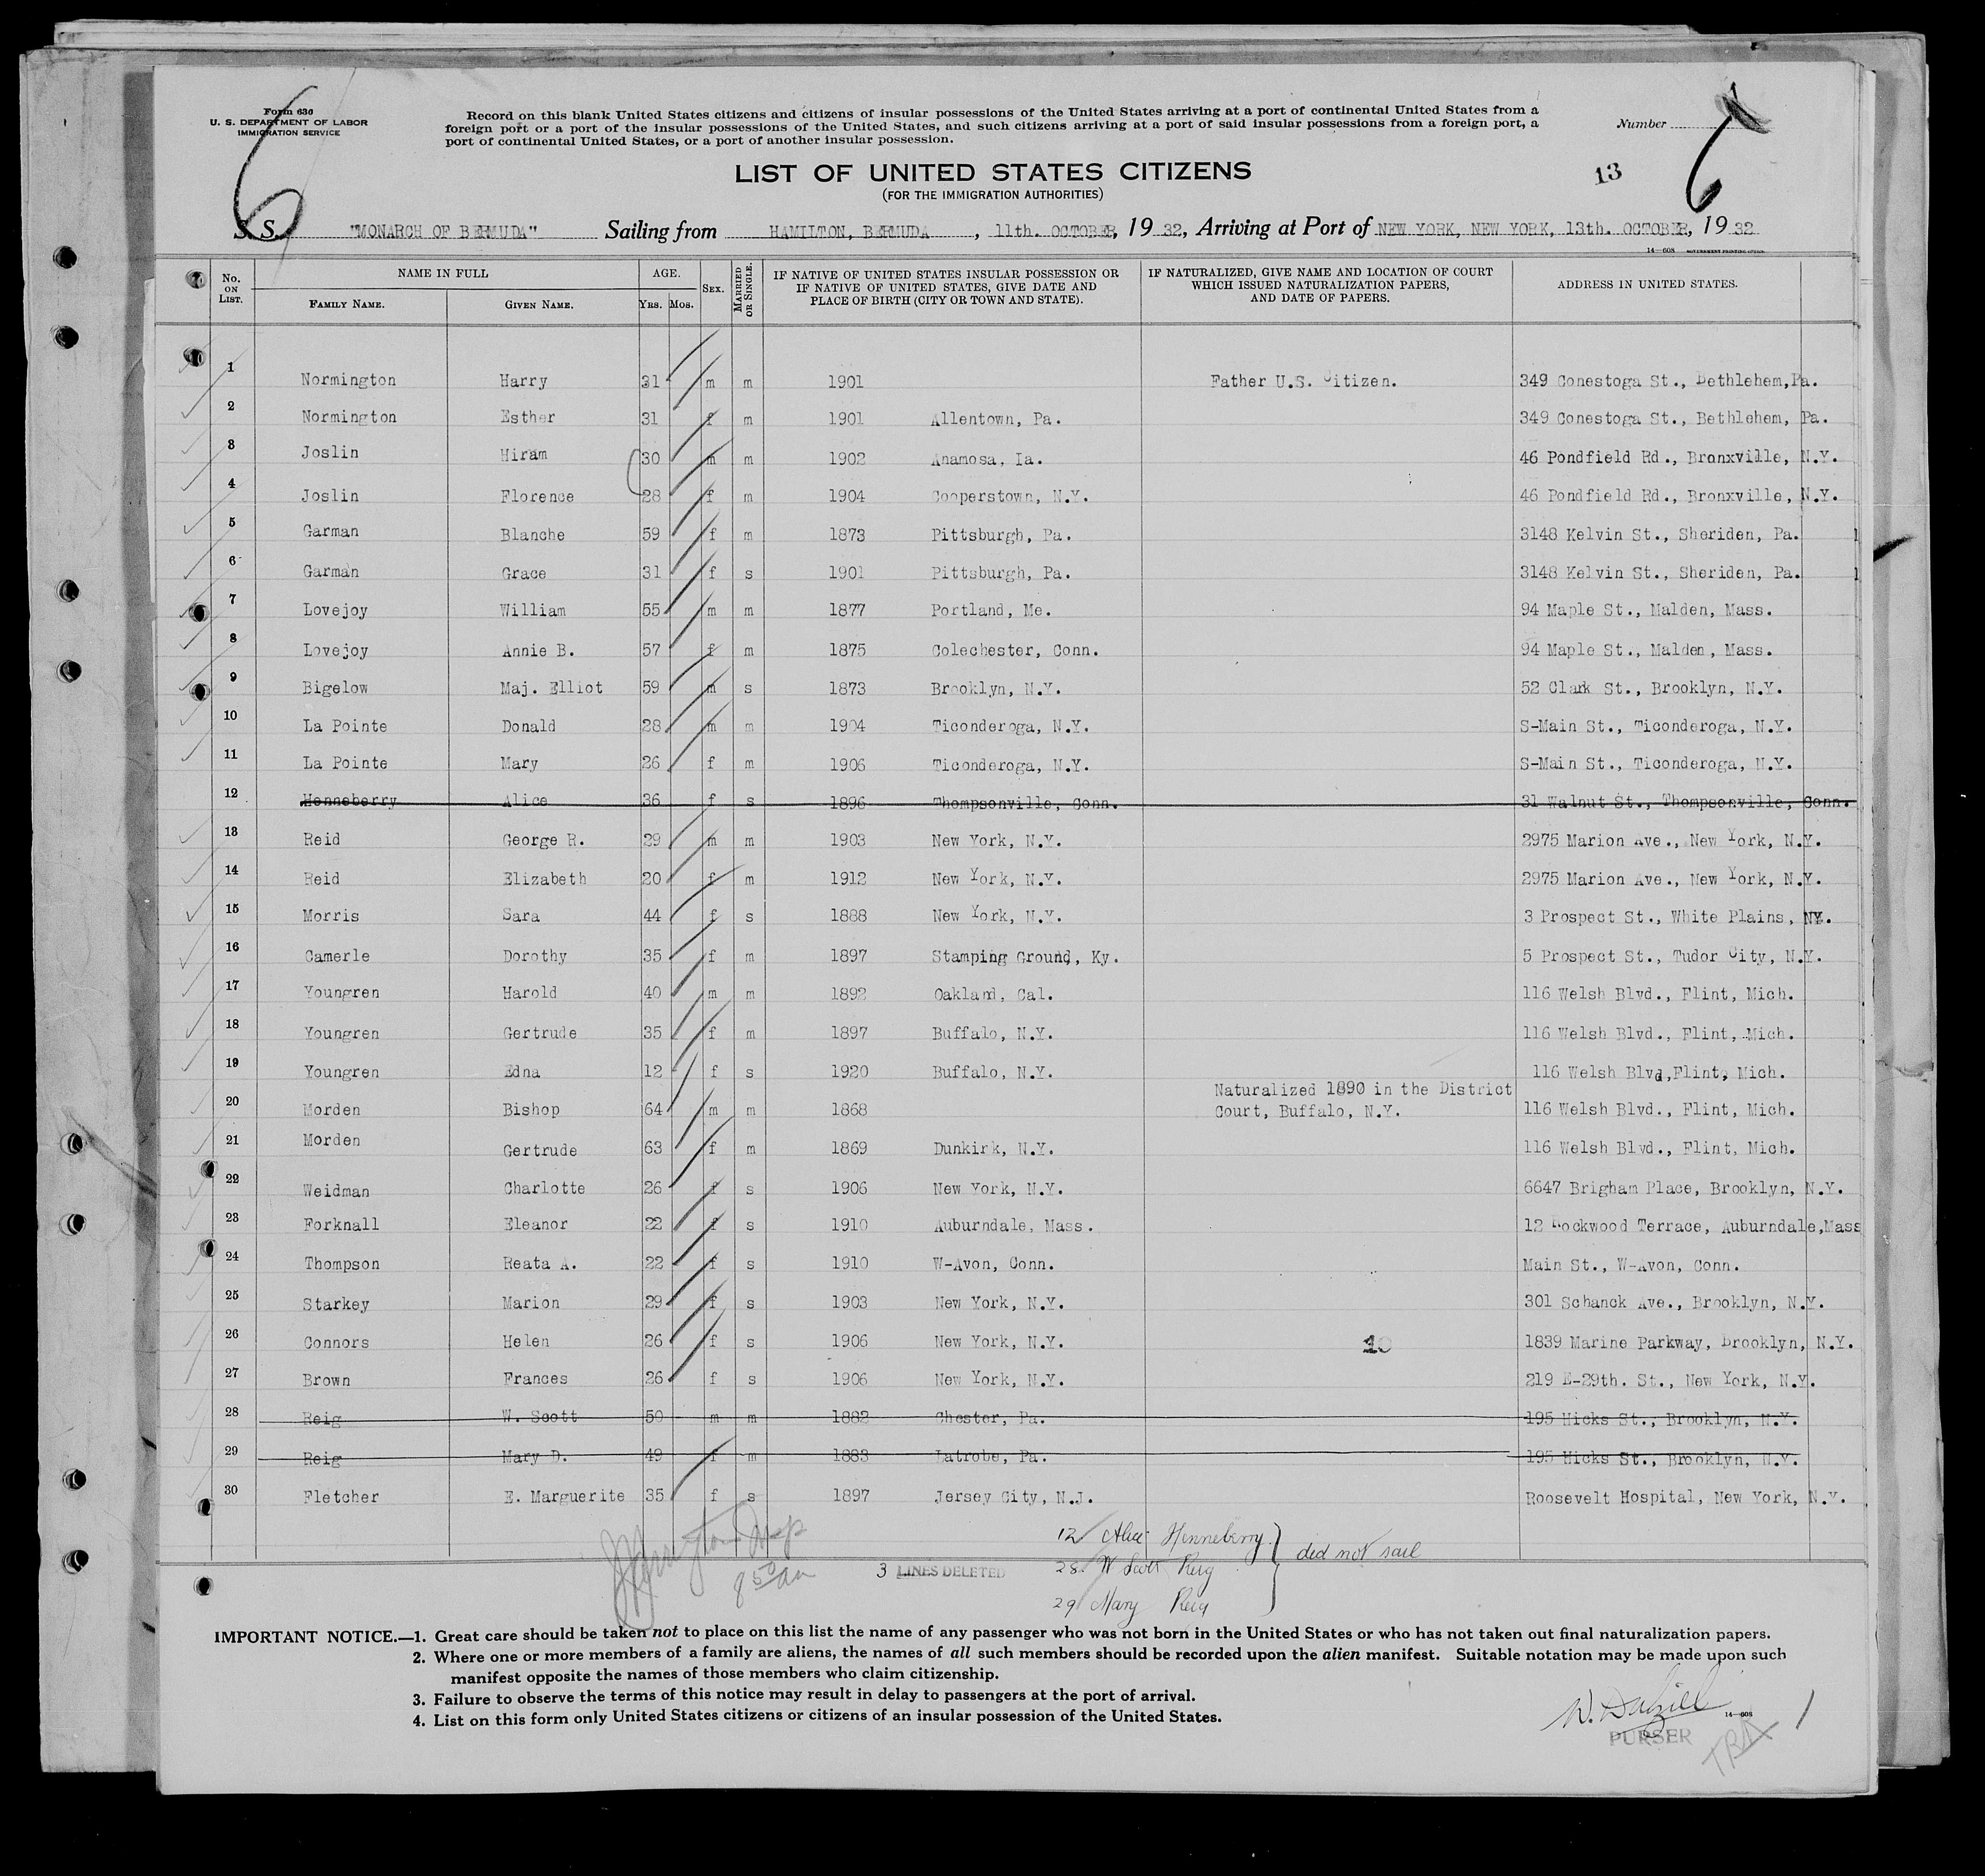 Form 630
U. S. DEPARTMENT OF LABOR
IMMIGRATION SERVICE
Record on this blank United States citizens and citizens of insular possessions of the United States arriving at a port of continental United States from a
foreign port or a port of the insular possessions of the United States, and such citizens arriving at a port of said insular possessions from a foreign port, a
port of continental United States, or a port of another insular possession.
Number
6
6
LIST OF UNITED STATES CITIZENS
(FOR THE IMMIGRATION AUTHORITIES)
13
S. S. "MONARCH OF BERMUDA" Sailing from HAMILTON, BERMUDA, 11th. OCTOBER, 1932, Arriving at Port of NEW YORK, NEW YORK, 13th. OCTOBER, 1932
14—608 GOVERNMENT PRINTING OFFICE
No. ON LIST. NAME IN FULL FAMILY NAME. GIVEN NAME. AGE. YRS. MOS. SEX. MARRIED OR SINGLE. IF NATIVE OF UNITED STATES INSULAR POSSESSION OR IF NATIVE OF UNITED STATES, GIVE DATE AND PLACE OF BIRTH (CITY OR TOWN AND STATE). IF NATURALIZED, GIVE NAME AND LOCATION OF COURT WHICH ISSUED NATURALIZATION PAPERS, AND DATE OF PAPERS. ADDRESS IN UNITED STATES.
1 Normington Harry 31 m m 1901 Father U.S. Citizen. 349 Conestoga St., Bethlehem,Pa.
2 Normington Esther 31 f m 1901 Allentown, Pa. 349 Conestoga St., Bethlehem, Pa.
3 Joslin Hiram 30 m m 1902 Anamosa, Ia. 46 Pondfield Rd., Bronxville, N.Y.
4 Joslin Florence 28 f m 1904 Cooperstown, N.Y. 46 Pondfield Rd., Bronxville, N.Y.
5 Garman Blanche 59 f m 1873 Pittsburgh, Pa. 3148 Kelvin St., Sheriden, Pa.
6 Garman Grace 31 f s 1901 Pittsburgh, Pa. 3148 Kelvin St., Sheriden, Pa.
7 Lovejoy William 55 m m 1877 Portland, Me. 94 Maple St., Malden, Mass.
8 Lovejoy Annie B. 57 f m 1875 Colechester, Conn. 94 Maple St., Malden, Mass.
9 Bigelow Maj. Elliot 59 m s 1873 Brooklyn, N.Y. 52 Clark St., Brooklyn, N.Y.
10 La Pointe Donald 28 m m 1904 Ticonderoga, N.Y. S-Main St., Ticonderoga, N.Y.
11 La Pointe Mary 26 f m 1906 Ticonderoga, N.Y. S-Main St., Ticonderoga, N.Y.
12 Henneberry Alice 36 f s 1896 Thompsonville, Conn. 31 Walnut St., Thompsonville, Conn.
13 Reid George R. 29 m m 1903 New York, N.Y. 2975 Marion Ave., New York, N.Y.
14 Reid Elizabeth 20 f m 1912 New York, N.Y. 2975 Marion Ave., New York, N.Y.
15 Morris Sara 44 f s 1888 New York, N.Y. 3 Prospect St., White Plains, NY.
16 Camerle Dorothy 35 f m 1897 Stamping Ground, Ky. 5 Prospect St., Tudor City, N.Y.
17 Youngren Harold 40 m m 1892 Oakland, Cal. 116 Welsh Blvd., Flint, Mich.
18 Youngren Gertrude 35 f m 1897 Buffalo, N.Y. 116 Welsh Blvd., Flint, Mich.
19 Youngren Edna 12 f s 1920 Buffalo, N.Y. 116 Welsh Blvd,Flint, Mich.
20 Morden Bishop 64 m m 1868 Naturalized 1890 in the District Court, Buffalo, N.Y. 116 Welsh Blvd., Flint, Mich.
21 Morden Gertrude 63 f m 1869 Dunkirk, N.Y. 116 Welsh Blvd., Flint, Mich.
22 Weidman Charlotte 26 f s 1906 New York, N.Y. 6647 Brigham Place, Brooklyn, N.Y.
23 Forknall Eleanor 22 f s 1910 Auburndale, Mass. 12 Rockwood Terrace, Auburndale,Mass
24 Thompson Reata A. 22 f s 1910 W-Avon, Conn. Main St., W-Avon, Conn.
25 Starkey Marion 29 f s 1903 New York, N.Y. 301 Schanck Ave., Brooklyn, N.Y.
26 Connors Helen 26 f s 1906 New York, N.Y. 1839 Marine Parkway, Brooklyn, N.Y.
27 Brown Frances 26 f s 1906 New York, N.Y. 219 E-29th. St., New York, N.Y.
28 Reig W. Scott 50 m m 1882 Chester, Pa. 195 Hicks St., Brooklyn, N.Y.
29 Reig Mary D. 49 f m 1883 Latrobe, Pa. 195 Hicks St., Brooklyn, N.Y.
30 Fletcher E. Marguerite 35 f s 1897 Jersey City, N.J. Roosevelt Hospital, New York, N.Y.
12 Alice Henneberry
28 W Scott Reig
29 Mary Reig
did not sail
3 LINES DELETED
IMPORTANT NOTICE.—1. Great care should be taken not to place on this list the name of any passenger who was not born in the United States or who has not taken out final naturalization papers.
2. Where one or more members of a family are aliens, the names of all such members should be recorded upon the alien manifest. Suitable notation may be made upon such
manifest opposite the names of those members who claim citizenship.
3. Failure to observe the terms of this notice may result in delay to passengers at the port of arrival.
4. List on this form only United States citizens or citizens of an insular possession of the United States.
W. Dalziell
14—608
PURSER